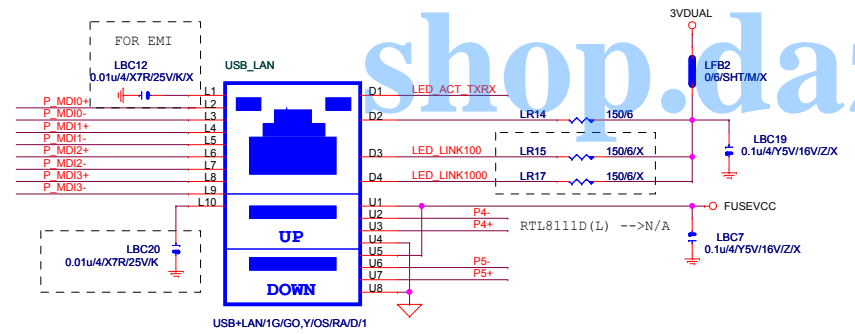 3VDUAL
FOR EMI
LBC12
0.01u/4/X7R/25V/K/X
USB_LAN
LFB2
0/6/SHT/M/X
shop.da
L1
L2
L3
L4
L5
L6
L7
L8
L9
L10
P_MDI0+
P_MDI0-
P_MDI1+
P_MDI1-
P_MDI2+
P_MDI2-
P_MDI3+
P_MDI3-
D1
LED_ACT_TXRX
D2
LR14
150/6
D3
LED_LINK100
LR15
150/6/X
D4
LED_LINK1000
LR17
150/6/X
LBC19
0.1u/4/Y5V/16V/Z/X
U1
U2
U3
U4
U5
U6
U7
U8
P4-
P4+
P5-
P5+
RTL8111D(L) -->N/A
FUSEVCC
LBC7
0.1u/4/Y5V/16V/Z/X
UP
DOWN
LBC20
0.01u/4/X7R/25V/K
USB+LAN/1G/GO,Y/OS/RA/D/1